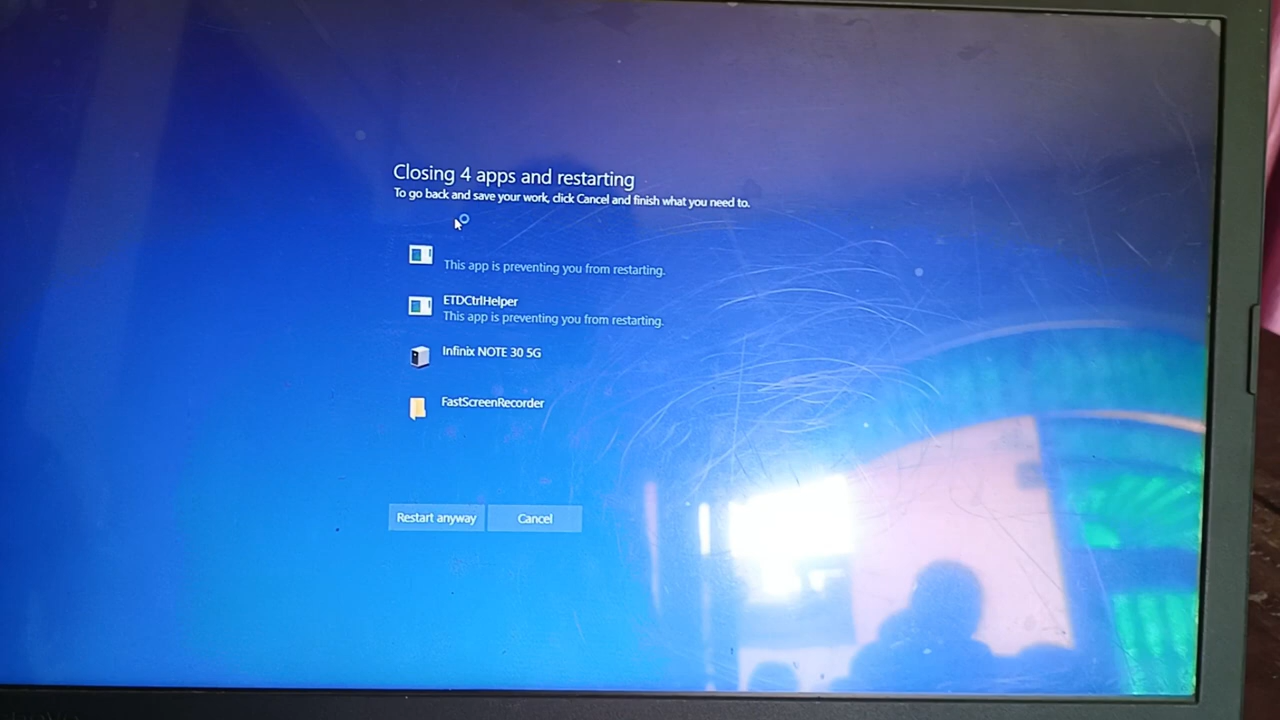 Closing 4 apps and restarting
To go back and save your work, click Cancel and finish what you need to.
This app is preventing you from restarting.
ETDCtrlHelper
This app is preventing you from restarting.
Infinix NOTE 30 5G
FastScreenRecorder
Restart anyway
Cancel